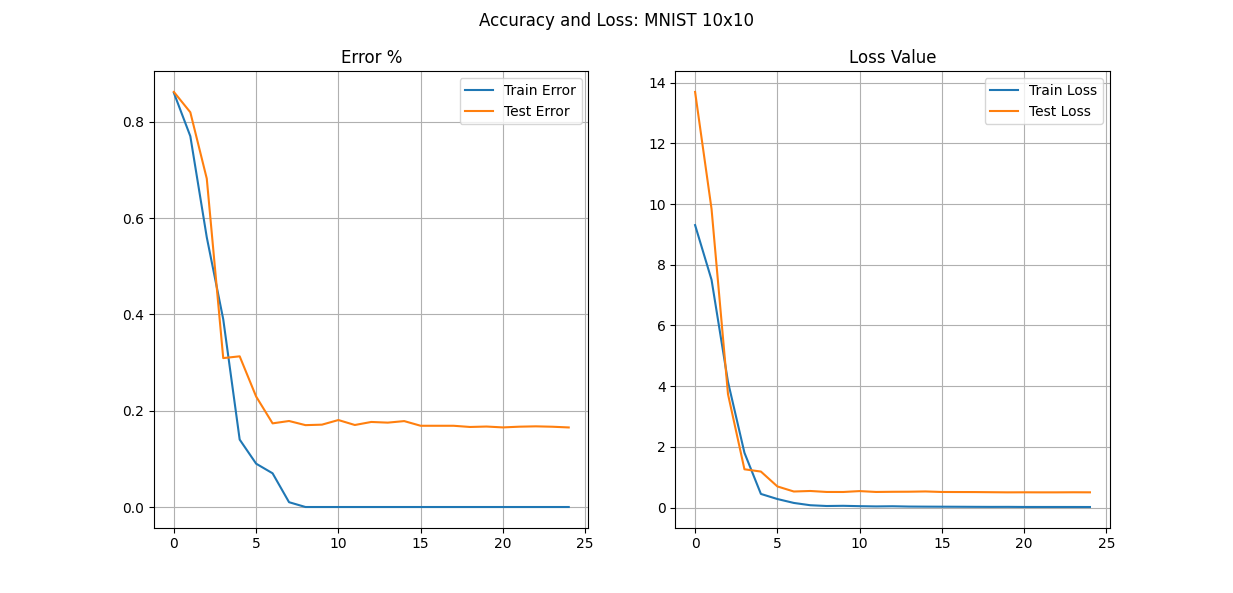 Accuracy and Loss: MNIST 10x10
Error %
Train Error
Test Error
0.8
0.6
0.4
0.2
0.0
0 5 10 15 20 25
Loss Value
Train Loss
Test Loss
14
12
10
8
6
4
2
0
0 5 10 15 20 25